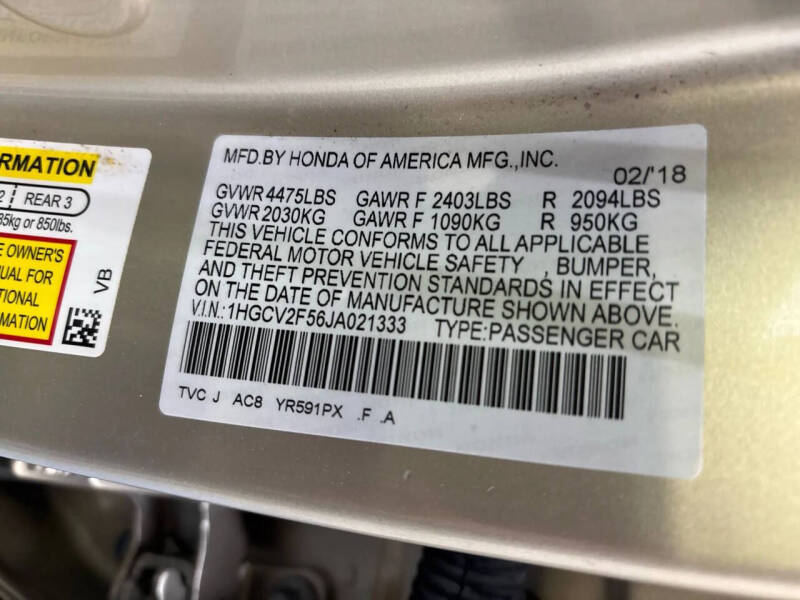 RMATION
2 REAR 3
85kg or 850lbs.
OWNER'S
UAL FOR
TIONAL
RMATION
VB
MFD.BY HONDA OF AMERICA MFG.,INC. 02/'18
GVWR 4475LBS GAWR F 2403LBS R 2094LBS
GVWR 2030KG GAWR F 1090KG R 950KG
THIS VEHICLE CONFORMS TO ALL APPLICABLE
FEDERAL MOTOR VEHICLE SAFETY , BUMPER,
AND THEFT PREVENTION STANDARDS IN EFFECT
ON THE DATE OF MANUFACTURE SHOWN ABOVE.
V.I.N.:1HGCV2F56JA021333 TYPE:PASSENGER CAR
TVC J AC8 YR591PX .F .A